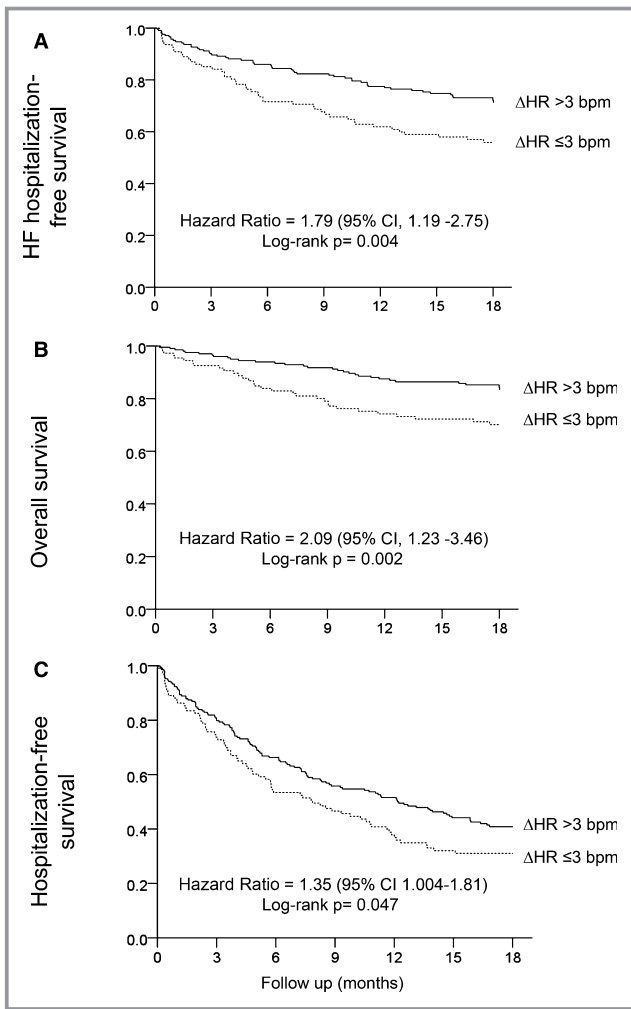 A
HF hospitalization-
free survival
1.0
0.8
0.6
0.4
0.2
0.0
ΔHR >3 bpm
ΔHR ≤3 bpm
Hazard Ratio = 1.79 (95% CI, 1.19 -2.75)
Log-rank p= 0.004
0 3 6 9 12 15 18
B
Overall survival
1.0
0.8
0.6
0.4
0.2
0.0
ΔHR >3 bpm
ΔHR ≤3 bpm
Hazard Ratio = 2.09 (95% CI, 1.23 -3.46)
Log-rank p = 0.002
0 3 6 9 12 15 18
C
Hospitalization-free
survival
1.0
0.8
0.6
0.4
0.2
0.0
ΔHR >3 bpm
ΔHR ≤3 bpm
Hazard Ratio = 1.35 (95% CI 1.004-1.81)
Log-rank p= 0.047
0 3 6 9 12 15 18
Follow up (months)